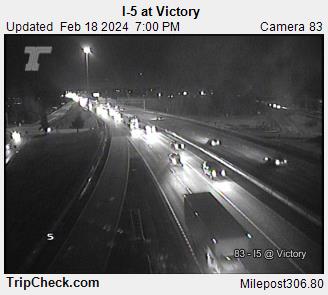 I-5 at Victory
Updated Feb 18 2024 7:00 PM Camera 83
T
S
83 - I5 @ Victory
TripCheck.com Milepost306.80